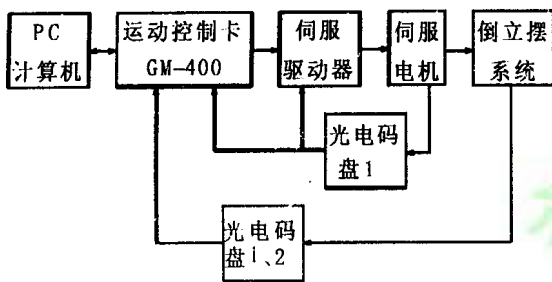 PC
计算机
运动控制卡
GM-400
伺服
驱动器
伺服
电机
倒立摆
系统
光电码
盘1
光电码
盘i、2